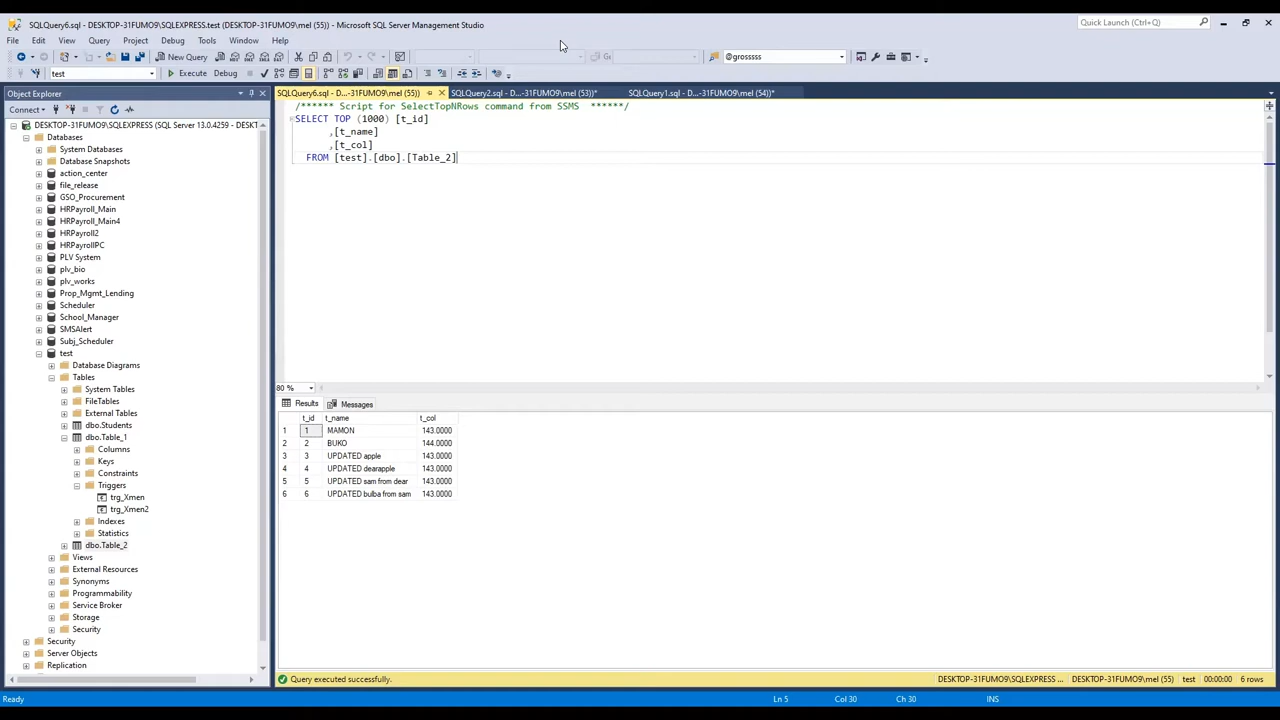 SQLQuery6.sql - DESKTOP-31FUMO9\SQLEXPRESS.test (DESKTOP-31FUMO9\mel (55)) - Microsoft SQL Server Management Studio
Quick Launch (Ctrl+Q)
File Edit View Query Project Debug Tools Window Help
New Query
@grossss
test
Execute Debug
Object Explorer
SQLQuery6.sql - D...-31FUMO9\mel (55))
SQLQuery2.sql - D...-31FUMO9\mel (53))*
SQLQuery1.sql - D...-31FUMO9\mel (54))*
Connect
DESKTOP-31FUMO9\SQLEXPRESS (SQL Server 13.0.4259 - DESKT
Databases
System Databases
Database Snapshots
action_center
file_release
GSO_Procurement
HRPayroll_Main
HRPayroll_Main4
HRPayroll2
HRPayrollPC
PLV System
plv_bio
plv_works
Prop_Mgmt_Lending
Scheduler
School_Manager
SMSAlert
Subj_Scheduler
test
Database Diagrams
Tables
System Tables
FileTables
External Tables
dbo.Students
dbo.Table_1
Columns
Keys
Constraints
Triggers
trg_Xmen
trg_Xmen2
Indexes
Statistics
dbo.Table_2
Views
External Resources
Synonyms
Programmability
Service Broker
Storage
Security
Security
Server Objects
Replication
/****** Script for SelectTopNRows command from SSMS ******/
SELECT TOP (1000) [t_id]
,[t_name]
,[t_col]
FROM [test].[dbo].[Table_2]
80 %
Results Messages
t_id t_name t_col
1 1 MAMON 143.0000
2 2 BUKO 144.0000
3 3 UPDATED apple 143.0000
4 4 UPDATED dearapple 143.0000
5 5 UPDATED sam from dear 143.0000
6 6 UPDATED bulba from sam 143.0000
Query executed successfully.
DESKTOP-31FUMO9\SQLEXPRESS ... DESKTOP-31FUMO9\mel (55) test 00:00:00 6 rows
Ready Ln 5 Col 30 Ch 30 INS